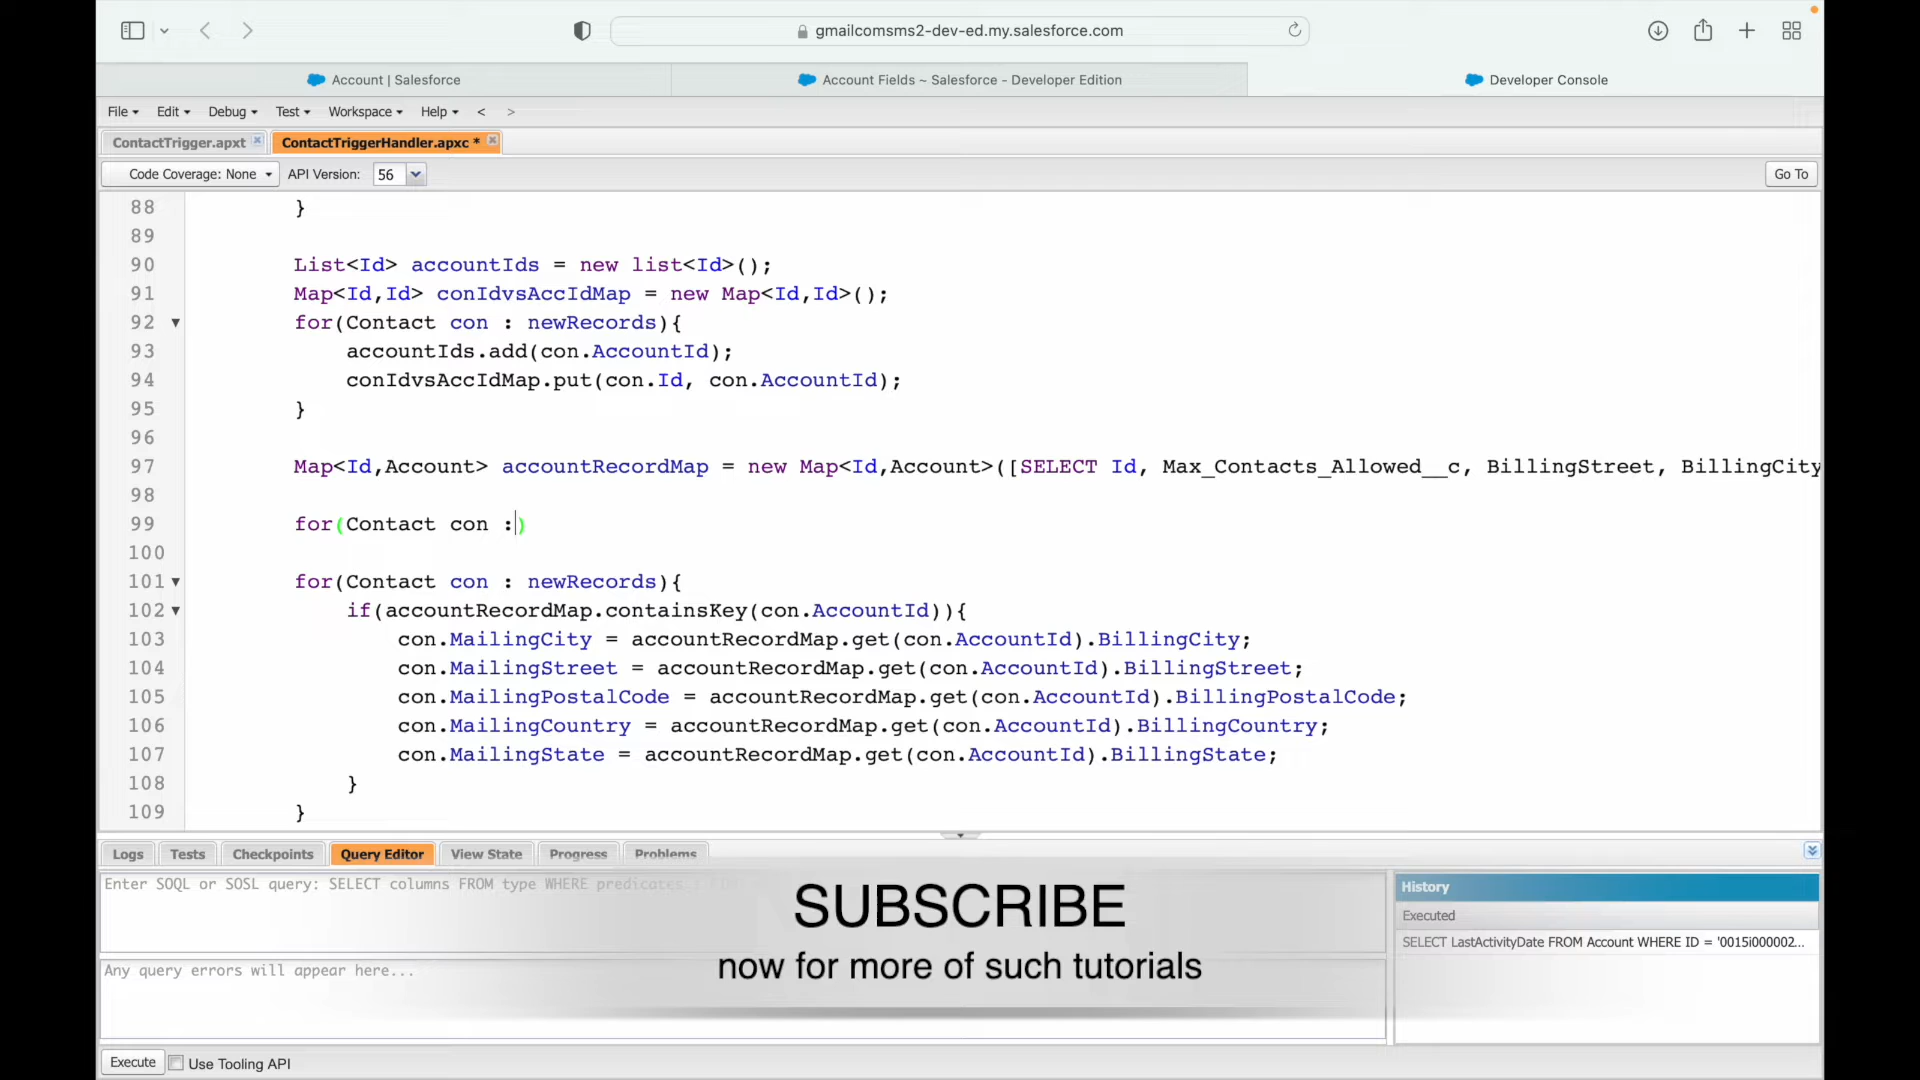 gmailcomsms2-dev-ed.my.salesforce.com
Account | Salesforce
Account Fields ~ Salesforce - Developer Edition
Developer Console
File Edit Debug Test Workspace Help < >
ContactTrigger.apxt
ContactTriggerHandler.apxc *
Code Coverage: None API Version: 56 Go To
88 }
89
90 List<Id> accountIds = new list<Id>();
91 Map<Id,Id> conIdvsAccIdMap = new Map<Id,Id>();
92 for(Contact con : newRecords){
93 accountIds.add(con.AccountId);
94 conIdvsAccIdMap.put(con.Id, con.AccountId);
95 }
96
97 Map<Id,Account> accountRecordMap = new Map<Id,Account>([SELECT Id, Max_Contacts_Allowed__c, BillingStreet, BillingCity
98
99 for(Contact con :)
100
101 for(Contact con : newRecords){
102 if(accountRecordMap.containsKey(con.AccountId)){
103 con.MailingCity = accountRecordMap.get(con.AccountId).BillingCity;
104 con.MailingStreet = accountRecordMap.get(con.AccountId).BillingStreet;
105 con.MailingPostalCode = accountRecordMap.get(con.AccountId).BillingPostalCode;
106 con.MailingCountry = accountRecordMap.get(con.AccountId).BillingCountry;
107 con.MailingState = accountRecordMap.get(con.AccountId).BillingState;
108 }
109 }
Logs Tests Checkpoints Query Editor View State Progress Problems
Enter SOQL or SOSL query: SELECT columns FROM type WHERE predicates
SUBSCRIBE
now for more of such tutorials
Any query errors will appear here...
History
Executed
SELECT LastActivityDate FROM Account WHERE ID = '0015i000002...
Execute Use Tooling API